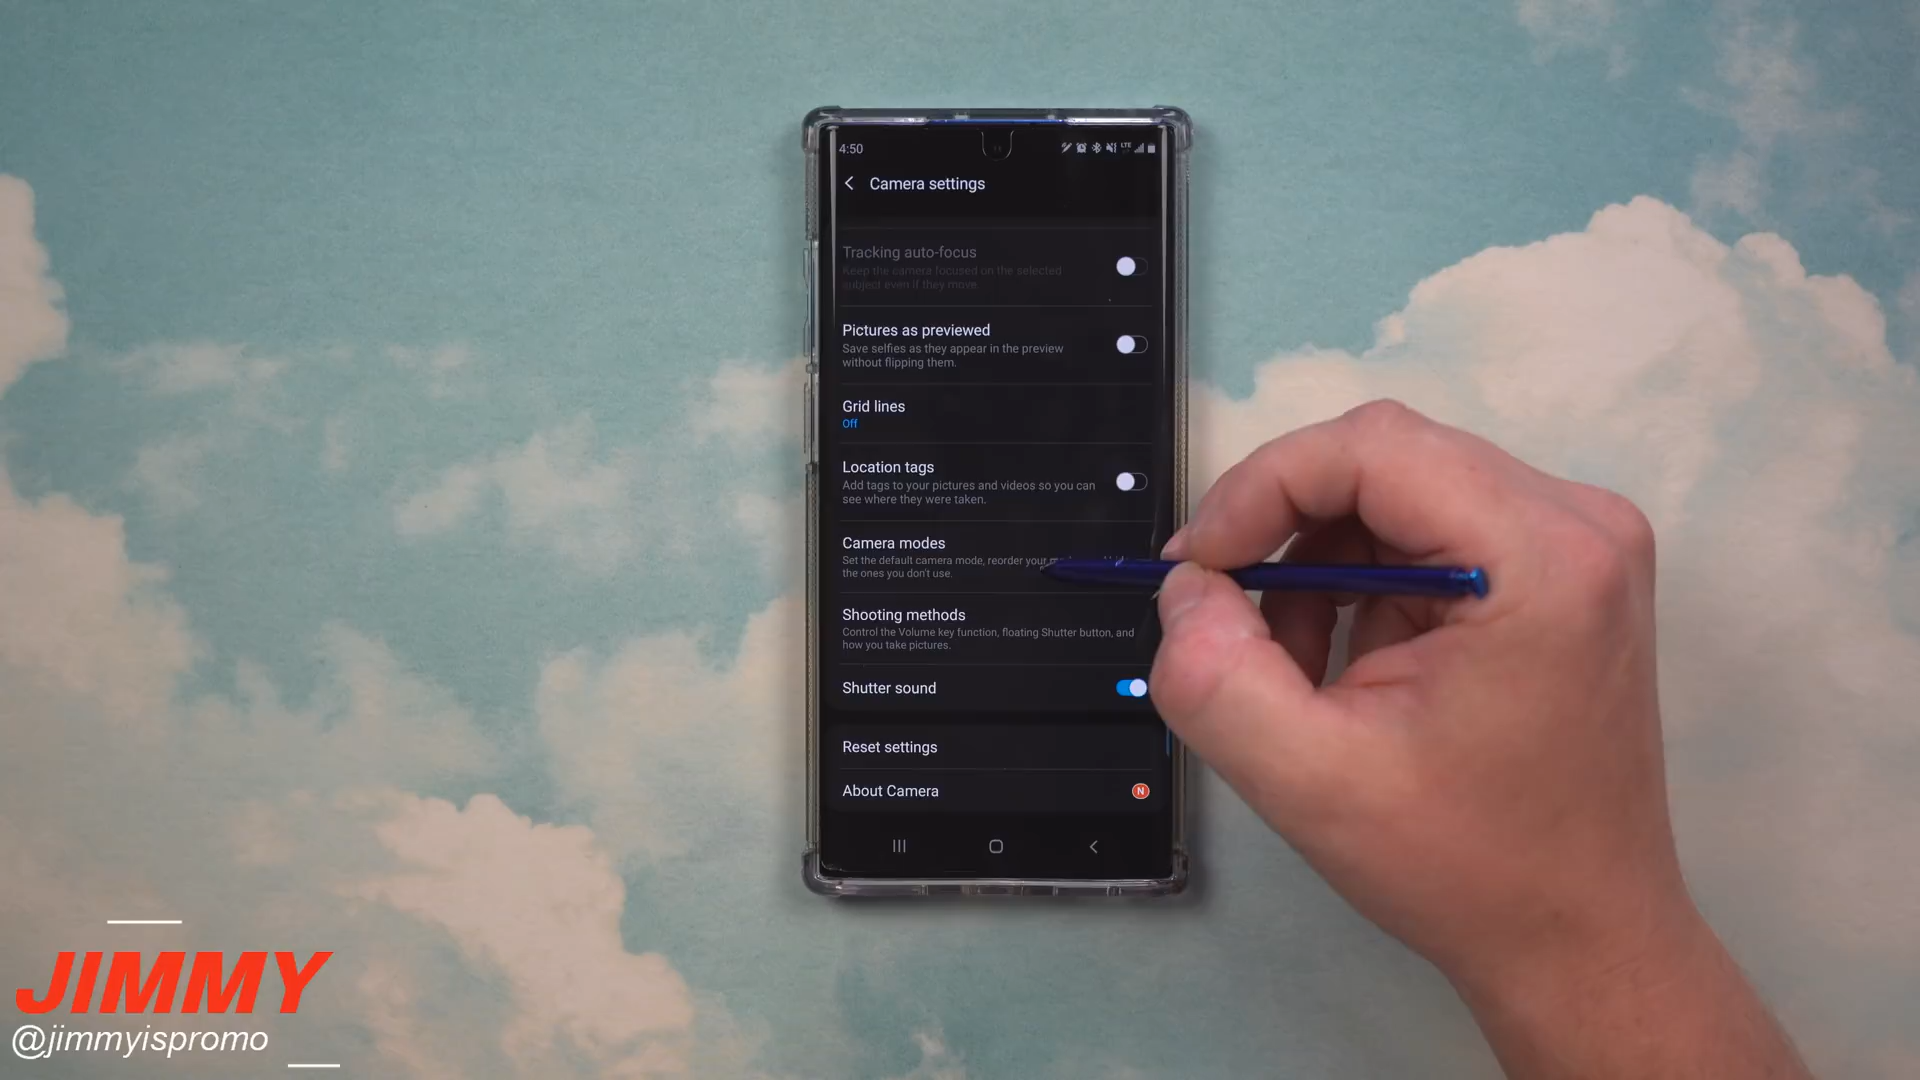 4:50
LTE
Camera settings
Tracking auto-focus
Keep the camera focused on the selected
subject even if they move.
Pictures as previewed
Save selfies as they appear in the preview
without flipping them.
Grid lines
Off
Location tags
Add tags to your pictures and videos so you can
see where they were taken.
Camera modes
Set the default camera mode, reorder your
the ones you don't use.
Shooting methods
Control the Volume key function, floating Shutter button, and
how you take pictures.
Shutter sound
Reset settings
About Camera
N
JIMMY
@jimmyispromo